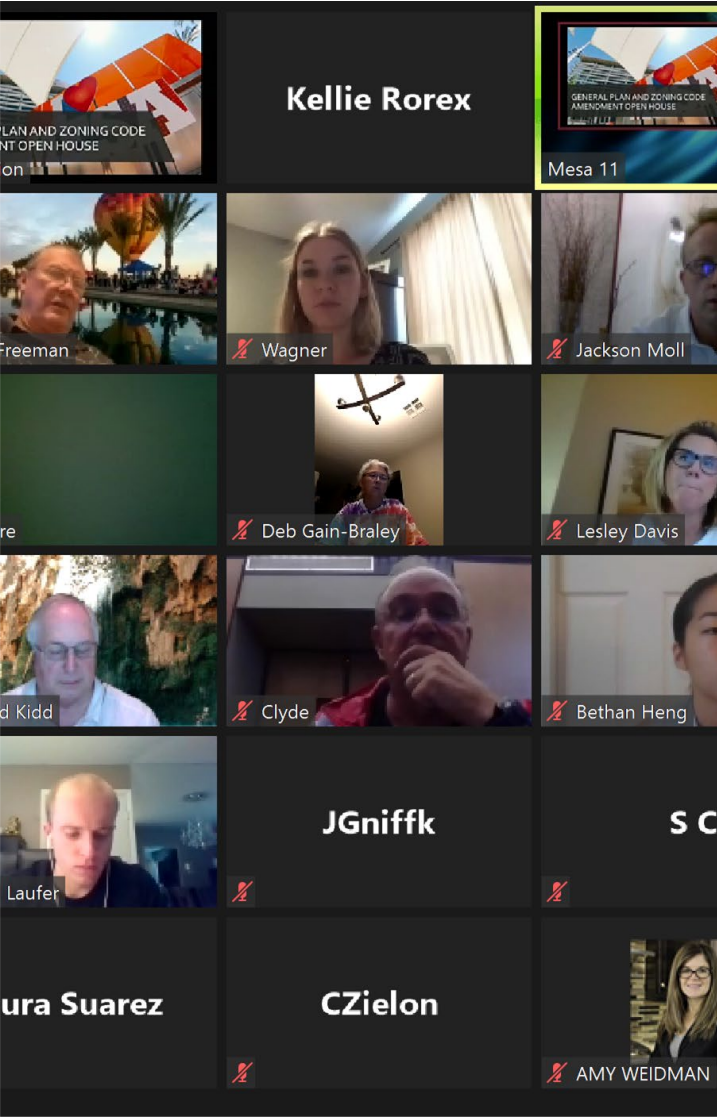 PLAN AND ZONING CODE
NT OPEN HOUSE
ion
Kellie Rorex
GENERAL PLAN AND ZONING CODE
AMENDMENT OPEN HOUSE
Mesa 11
Freeman
Wagner
Jackson Moll
re
Deb Gain-Braley
Lesley Davis
d Kidd
Clyde
Bethan Heng
Laufer
JGniffk
S C
ura Suarez
CZielon
AMY WEIDMAN